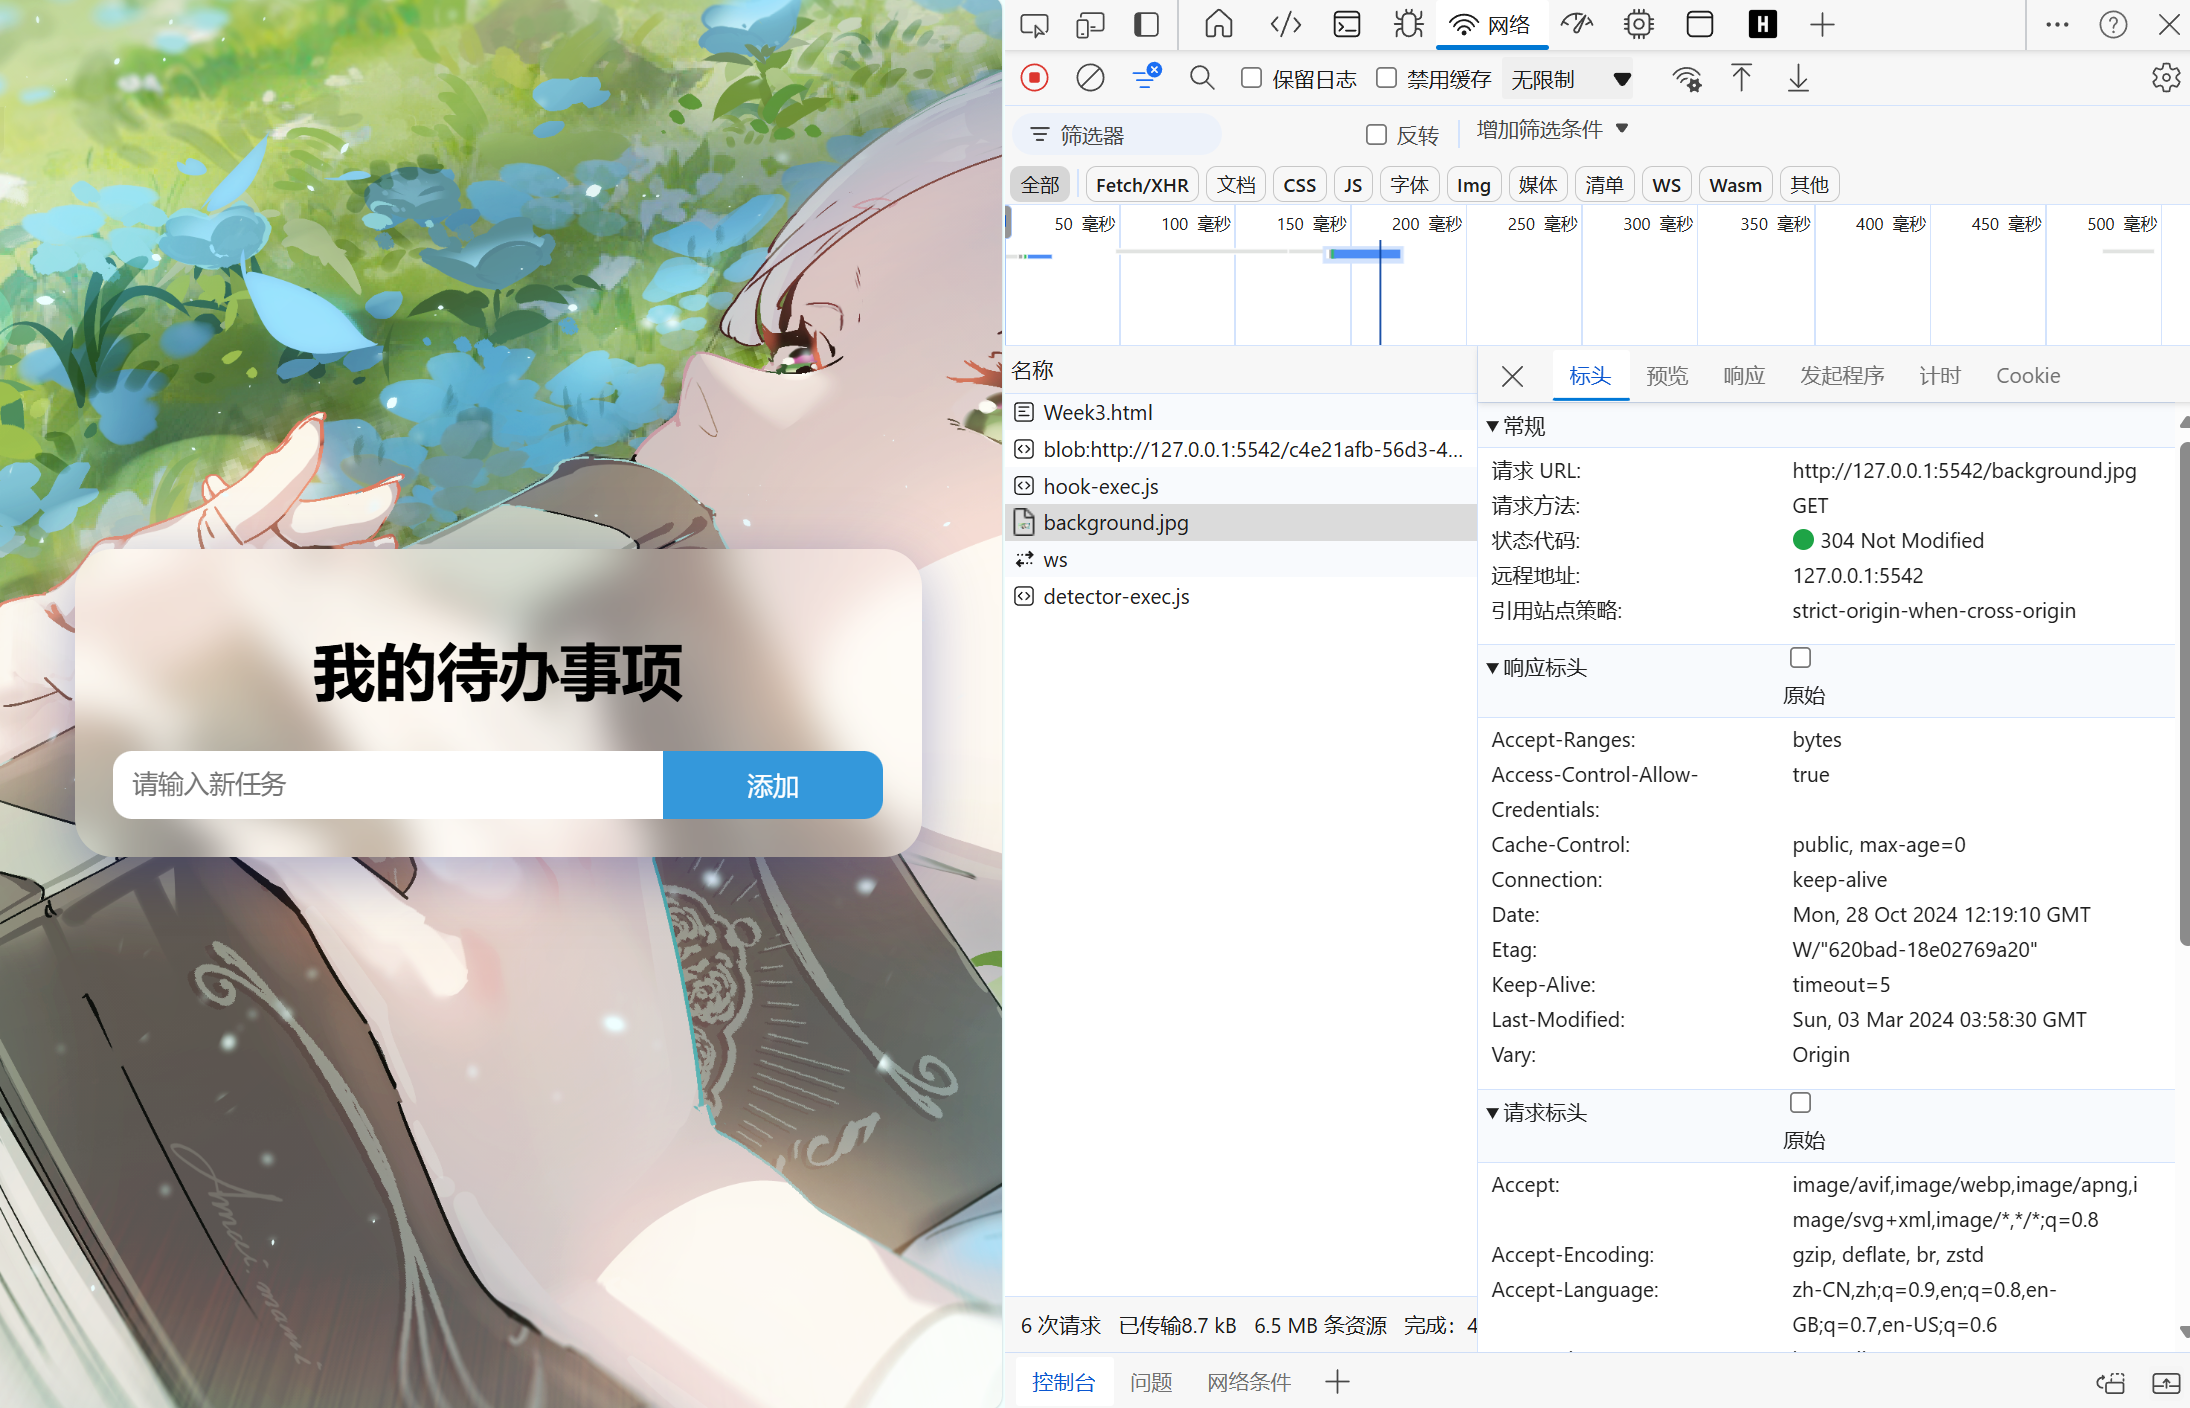 我的待办事项
请输入新任务
添加
Amai.mami
网络
保留日志
禁用缓存
无限制
筛选器
反转
增加筛选条件
全部
Fetch/XHR
文档
CSS
JS
字体
Img
媒体
清单
WS
Wasm
其他
50 毫秒
100 毫秒
150 毫秒
200 毫秒
250 毫秒
300 毫秒
350 毫秒
400 毫秒
450 毫秒
500 毫秒
名称
Week3.html
blob:http://127.0.0.1:5542/c4e21afb-56d3-4...
hook-exec.js
background.jpg
ws
detector-exec.js
6 次请求 已传输8.7 kB 6.5 MB 条资源 完成: 4
标头
预览
响应
发起程序
计时
Cookie
常规
请求 URL: http://127.0.0.1:5542/background.jpg
请求方法: GET
状态代码: 304 Not Modified
远程地址: 127.0.0.1:5542
引用站点策略: strict-origin-when-cross-origin
响应标头
原始
Accept-Ranges: bytes
Access-Control-Allow- true
Credentials:
Cache-Control: public, max-age=0
Connection: keep-alive
Date: Mon, 28 Oct 2024 12:19:10 GMT
Etag: W/"620bad-18e02769a20"
Keep-Alive: timeout=5
Last-Modified: Sun, 03 Mar 2024 03:58:30 GMT
Vary: Origin
请求标头
原始
Accept: image/avif,image/webp,image/apng,i
mage/svg+xml,image/*,*/*;q=0.8
Accept-Encoding: gzip, deflate, br, zstd
Accept-Language: zh-CN,zh;q=0.9,en;q=0.8,en-
GB;q=0.7,en-US;q=0.6
控制台
问题
网络条件